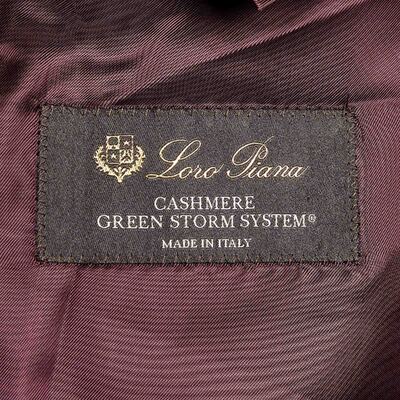 Loro Piana
CASHMERE
GREEN STORM SYSTEM®
MADE IN ITALY